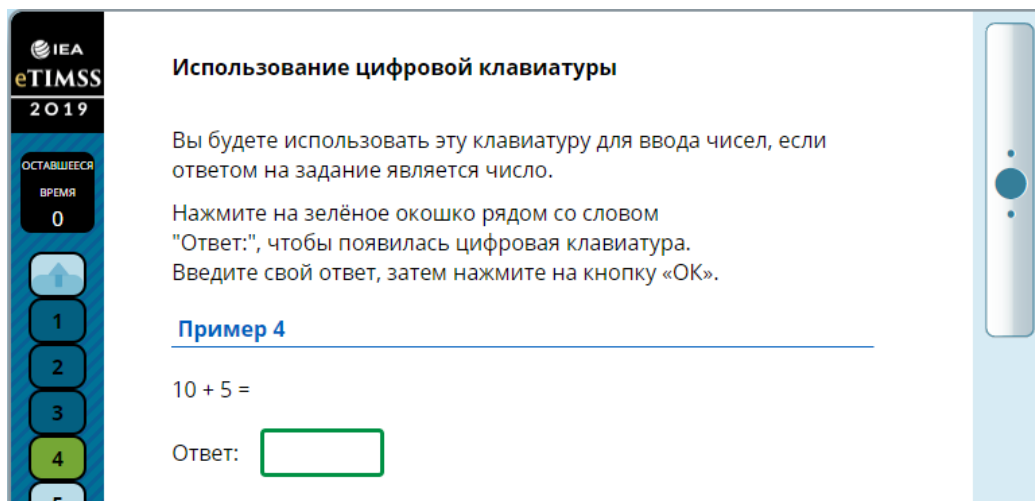 IEA
eTIMSS
2019
ОСТАВШЕЕСЯ
ВРЕМЯ
0
1
2
3
4
Использование цифровой клавиатуры
Вы будете использовать эту клавиатуру для ввода чисел, если
ответом на задание является число.
Нажмите на зелёное окошко рядом со словом
"Ответ:", чтобы появилась цифровая клавиатура.
Введите свой ответ, затем нажмите на кнопку «ОК».
Пример 4
10 + 5 =
Ответ: